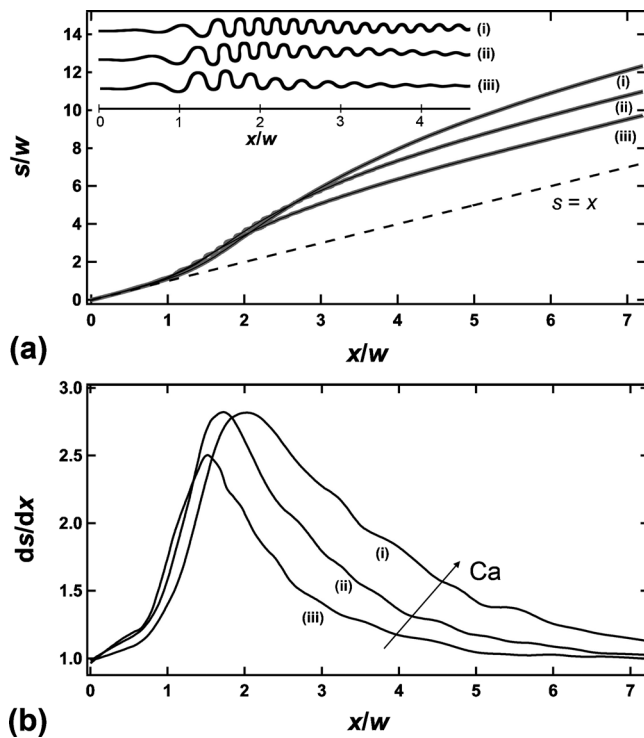 14
12
10
8
6
4
2
0
s/w
(i)
(ii)
(iii)
0 1 2 3 4
x/w
(i)
(ii)
(iii)
s = x
0 1 2 3 4 5 6 7
(a)
x/w
3.0
2.5
2.0
1.5
1.0
ds/dx
(i)
(ii)
(iii)
Ca
0 1 2 3 4 5 6 7
(b)
x/w